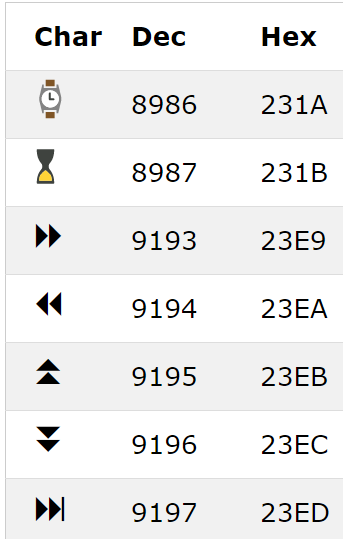 Char Dec Hex
⌚ 8986 231A
⌛ 8987 231B
⏩ 9193 23E9
⏪ 9194 23EA
⏫ 9195 23EB
⏬ 9196 23EC
⏭ 9197 23ED